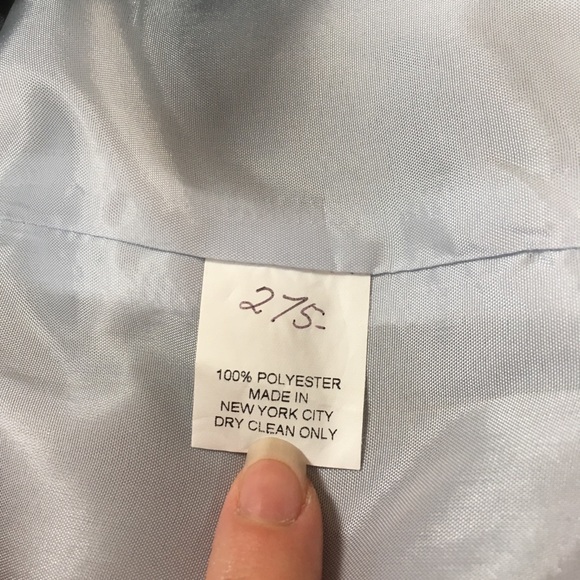 275-
100% POLYESTER
MADE IN
NEW YORK CITY
DRY CLEAN ONLY